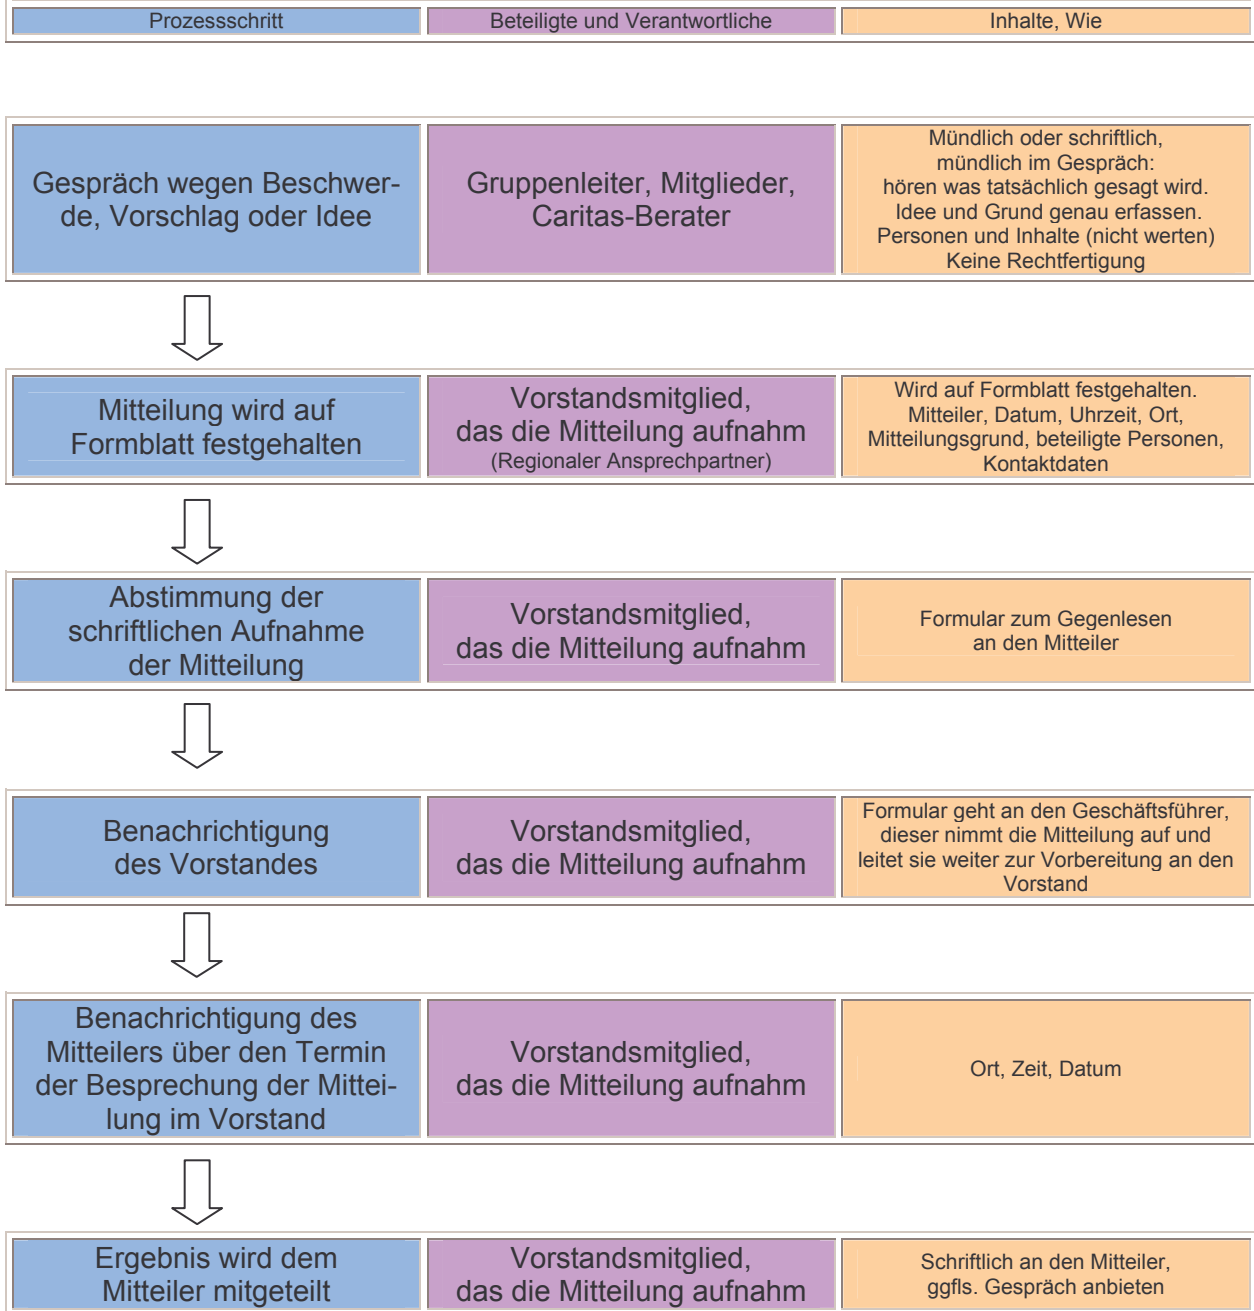 Prozessschritt
Beteiligte und Verantwortliche
Inhalte, Wie
Gespräch wegen Beschwer-
de, Vorschlag oder Idee
Gruppenleiter, Mitglieder,
Caritas-Berater
Mündlich oder schriftlich,
mündlich im Gespräch:
hören was tatsächlich gesagt wird.
Idee und Grund genau erfassen.
Personen und Inhalte (nicht werten)
Keine Rechtfertigung
Mitteilung wird auf
Formblatt festgehalten
Vorstandsmitglied,
das die Mitteilung aufnahm
(Regionaler Ansprechpartner)
Wird auf Formblatt festgehalten.
Mitteiler, Datum, Uhrzeit, Ort,
Mitteilungsgrund, beteiligte Personen,
Kontaktdaten
Abstimmung der
schriftlichen Aufnahme
der Mitteilung
Vorstandsmitglied,
das die Mitteilung aufnahm
Formular zum Gegenlesen
an den Mitteiler
Benachrichtigung
des Vorstandes
Vorstandsmitglied,
das die Mitteilung aufnahm
Formular geht an den Geschäftsführer,
dieser nimmt die Mitteilung auf und
leitet sie weiter zur Vorbereitung an den
Vorstand
Benachrichtigung des
Mitteilers über den Termin
der Besprechung der Mittei-
lung im Vorstand
Vorstandsmitglied,
das die Mitteilung aufnahm
Ort, Zeit, Datum
Ergebnis wird dem
Mitteiler mitgeteilt
Vorstandsmitglied,
das die Mitteilung aufnahm
Schriftlich an den Mitteiler,
ggfls. Gespräch anbieten